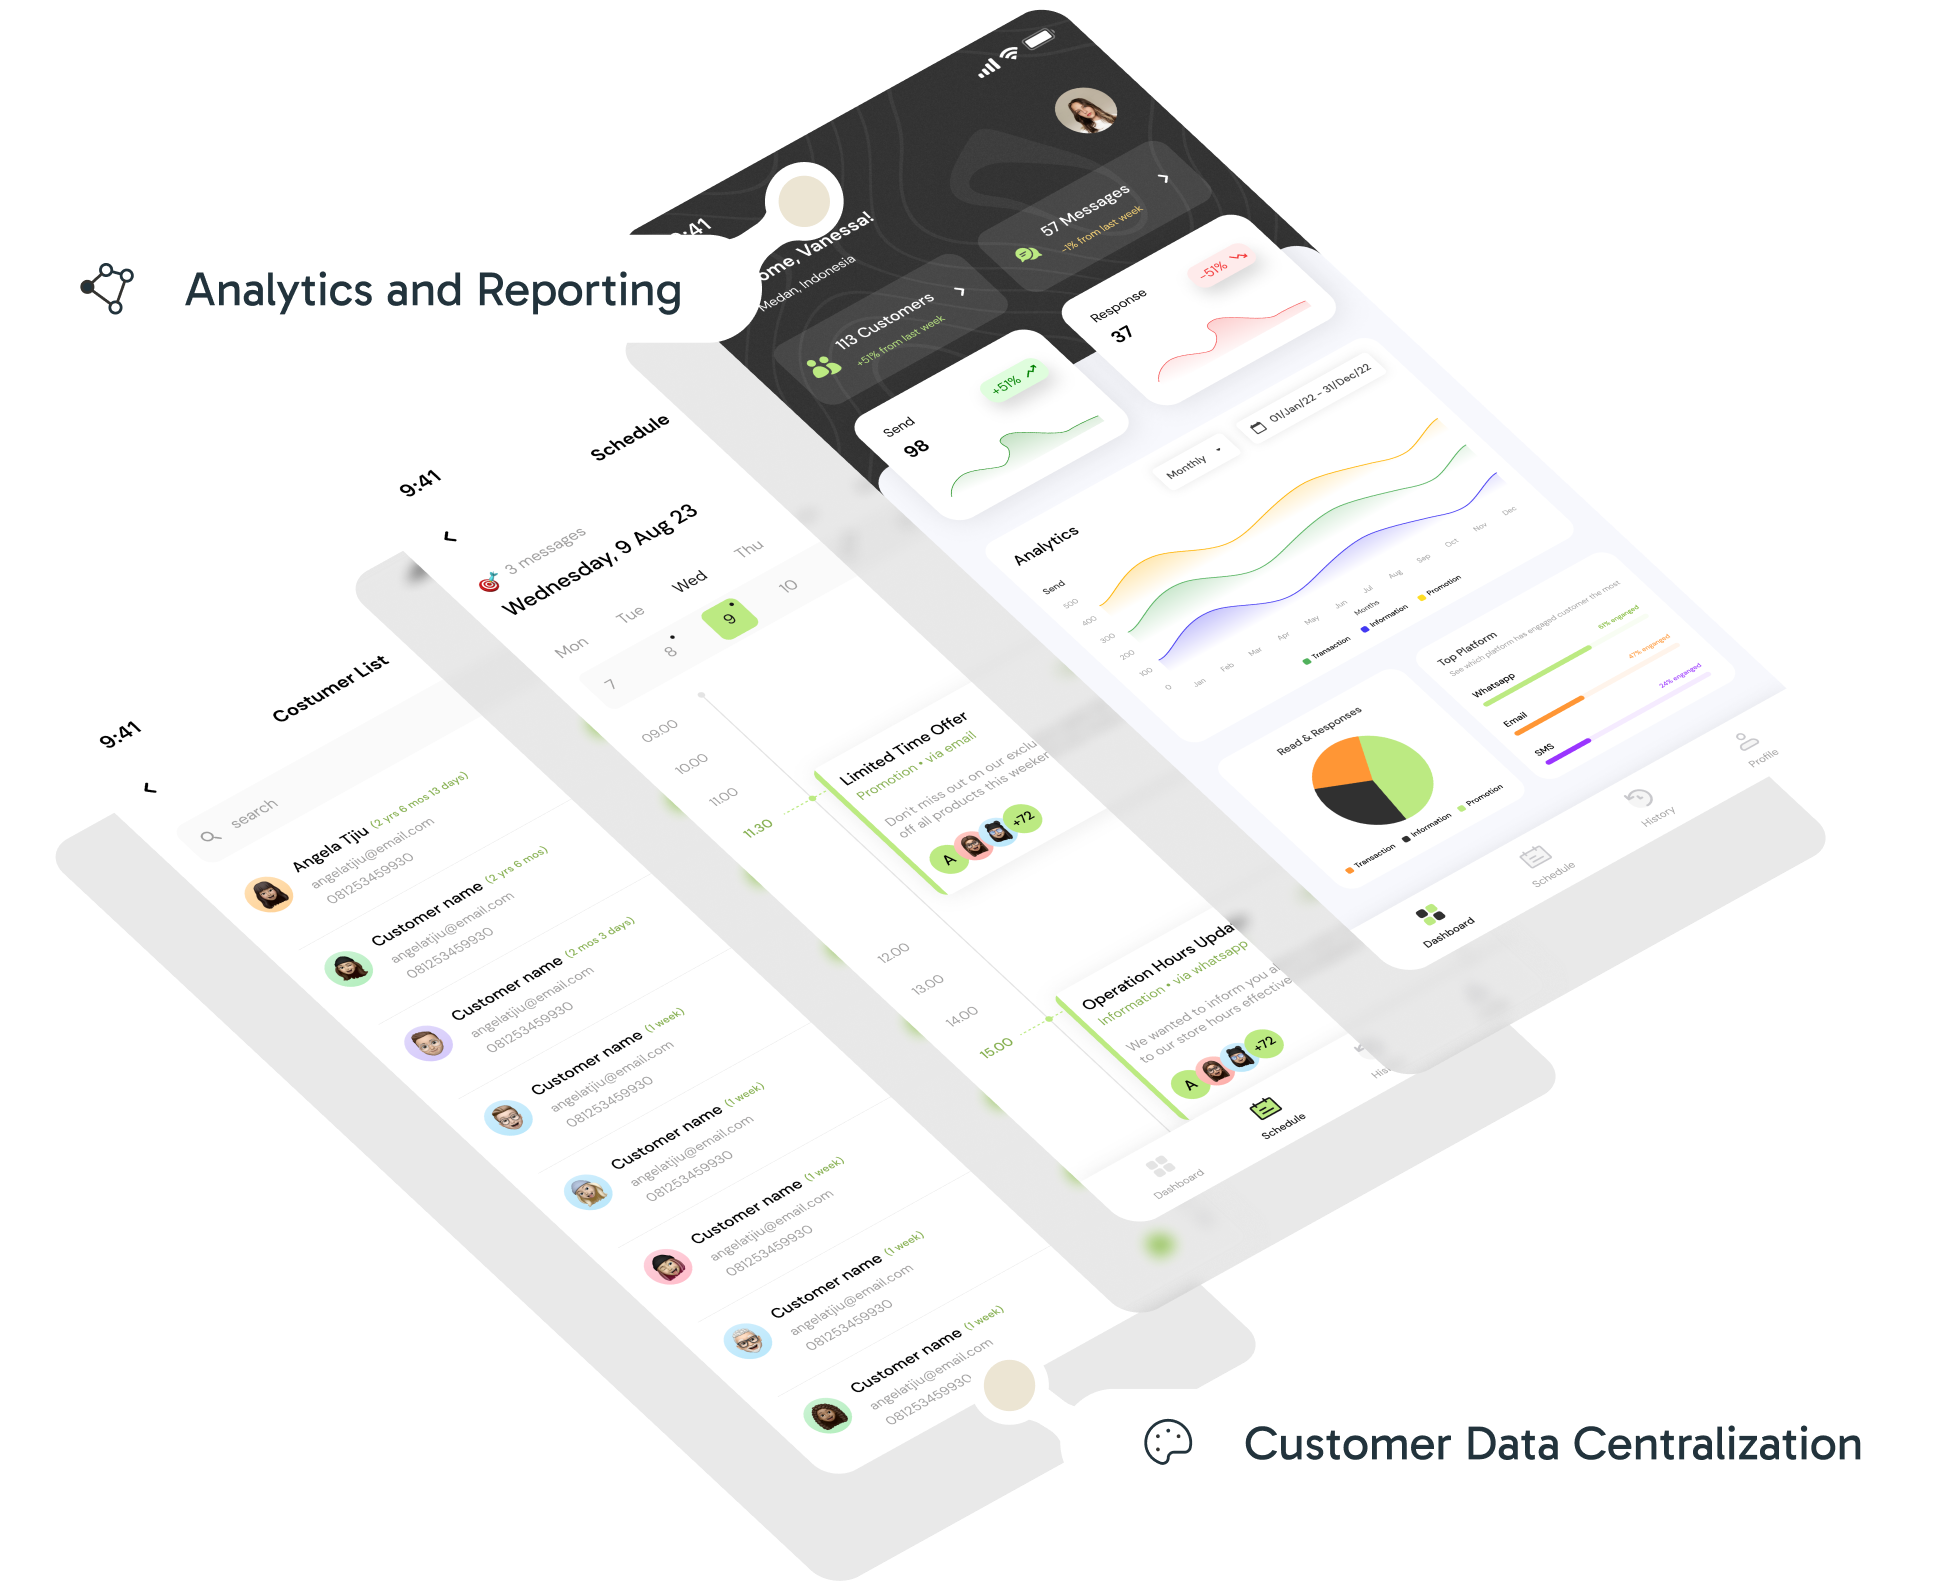 Analytics and Reporting
:41
ome, Vanessa!
Medan, Indonesia
113 Customers
+51% from last week
57 Messages
-1% from last week
Send
98
+51%
Response
37
-51%
Analytics
Monthly
01/Jan/22 - 31/Dec/22
Send
500
400
300
200
100
0
Jan
Feb
Mar
Apr
May
Jun
Jul
Aug
Sep
Oct
Nov
Dec
Months
Transaction
Information
Promotion
Read & Responses
Transaction
Information
Promotion
Top Platform
See which platform has engaged customer the most
Whatsapp
61% enganged
Email
47% enganged
SMS
24% enganged
Dashboard
Schedule
History
Profile
9:41
Schedule
3 messages
Wednesday, 9 Aug 23
Mon
Tue
Wed
Thu
7
8
9
10
09.00
10.00
11.00
11.30
12.00
13.00
14.00
15.00
Limited Time Offer
Promotion • via email
Don't miss out on our exclu
off all products this weeken
A
+72
Operation Hours Upda
Information • via whatsapp
We wanted to inform you a
to our store hours effective
A
+72
Dashboard
Schedule
His
9:41
Costumer List
search
Angela Tjiu (2 yrs 6 mos 13 days)
angelatjiu@email.com
081253459930
Customer name (2 yrs 6 mos)
angelatjiu@email.com
081253459930
Customer name (2 mos 3 days)
angelatjiu@email.com
081253459930
Customer name (1 week)
angelatjiu@email.com
081253459930
Customer name (1 week)
angelatjiu@email.com
081253459930
Customer name (1 week)
angelatjiu@email.com
081253459930
Customer name (1 week)
angelatjiu@email.com
081253459930
Customer name (1 week)
angelatjiu@email.com
081253459930
Customer Data Centralization